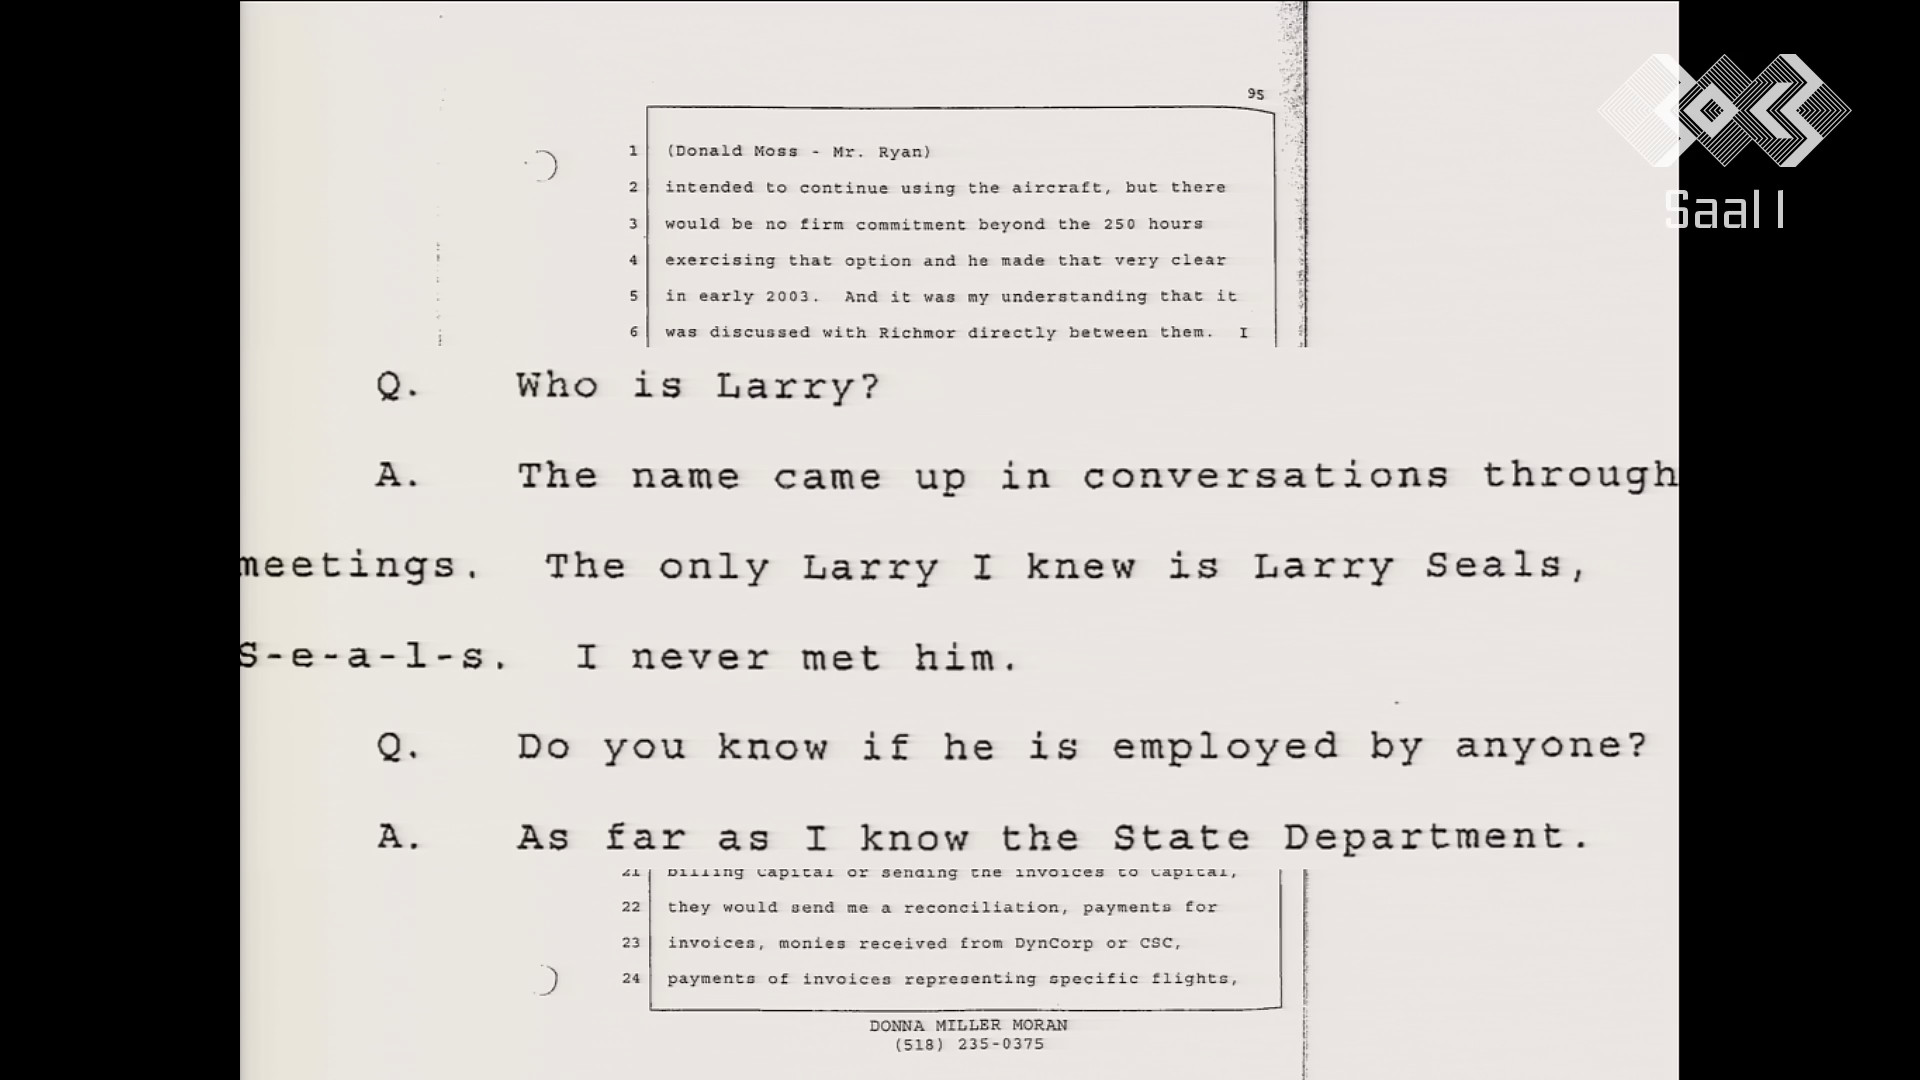 95
1 (Donald Moss - Mr. Ryan)
2 intended to continue using the aircraft, but there
3 would be no firm commitment beyond the 250 hours
4 exercising that option and he made that very clear
5 in early 2003. And it was my understanding that it
6 was discussed with Richmor directly between them. I
Q. Who is Larry?
A. The name came up in conversations through
meetings. The only Larry I knew is Larry Seals,
S-e-a-l-s. I never met him.
Q. Do you know if he is employed by anyone?
A. As far as I know the State Department.
21 billing Capital or sending the invoices to Capital,
22 they would send me a reconciliation, payments for
23 invoices, monies received from DynCorp or CSC,
24 payments of invoices representing specific flights,
DONNA MILLER MORAN
(518) 235-0375
Saal 1